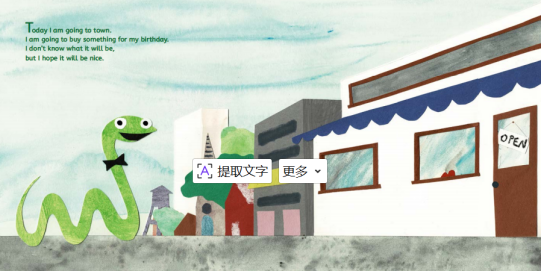 Today I am going to town.
I am going to buy something for my birthday.
I don't know what it will be,
but I hope it will be nice.
OPEN
提取文字 更多